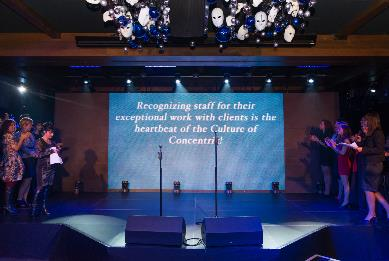 Recognizing staff for their
exceptional work with clients is the
heartbeat of the Culture of
Concentrix!